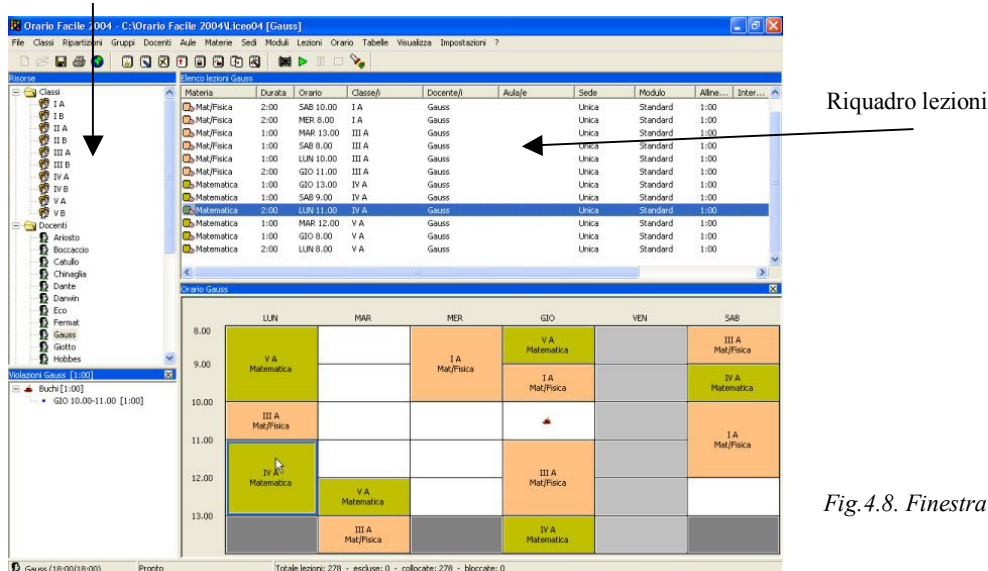 Orario Facile 2004 - C:\Orario Facile 2004\Liceo04 [Gauss]
File Classi Ripartizioni Gruppi Docenti Aule Materie Sedi Moduli Lezioni Orario Tabelle Visualizza Impostazioni ?
Risorse
Classi
I A
I B
II A
II B
III A
III B
IV A
IV B
V A
V B
Docenti
Ariosto
Boccaccio
Catullo
Chinaglia
Dante
Darwin
Eco
Fermat
Gauss
Giotto
Hobbes
Elenco lezioni Gauss
Materia Durata Orario Classe/i Docente/i Aula/e Sede Modulo Alline... Inter...
Mat/Fisica 2:00 SAB 10.00 I A Gauss Unica Standard 1:00
Mat/Fisica 2:00 MER 8.00 I A Gauss Unica Standard 1:00
Mat/Fisica 1:00 MAR 13.00 III A Gauss Unica Standard 1:00
Mat/Fisica 1:00 SAB 8.00 III A Gauss Unica Standard 1:00
Mat/Fisica 1:00 LUN 10.00 III A Gauss Unica Standard 1:00
Mat/Fisica 2:00 GIO 11.00 III A Gauss Unica Standard 1:00
Matematica 1:00 GIO 13.00 IV A Gauss Unica Standard 1:00
Matematica 1:00 SAB 9.00 IV A Gauss Unica Standard 1:00
Matematica 2:00 LUN 11.00 IV A Gauss Unica Standard 1:00
Matematica 1:00 MAR 12.00 V A Gauss Unica Standard 1:00
Matematica 1:00 GIO 8.00 V A Gauss Unica Standard 1:00
Matematica 2:00 LUN 8.00 V A Gauss Unica Standard 1:00
Riquadro lezioni
Violazioni Gauss [1:00]
Buchi [1:00]
GIO 10.00-11.00 [1:00]
Orario Gauss
LUN MAR MER GIO VEN SAB
8.00
V A
Matematica
III A
Mat/Fisica
9.00
V A
Matematica
I A
Mat/Fisica
I A
Mat/Fisica
IV A
Matematica
10.00
III A
Mat/Fisica
I A
Mat/Fisica
11.00
IV A
Matematica
III A
Mat/Fisica
12.00
V A
Matematica
13.00
III A
Mat/Fisica
IV A
Matematica
Gauss (18:00/18:00) Pronto Totale lezioni: 278 - escluse: 0 - collocate: 278 - bloccate: 0
Fig.4.8. Finestra